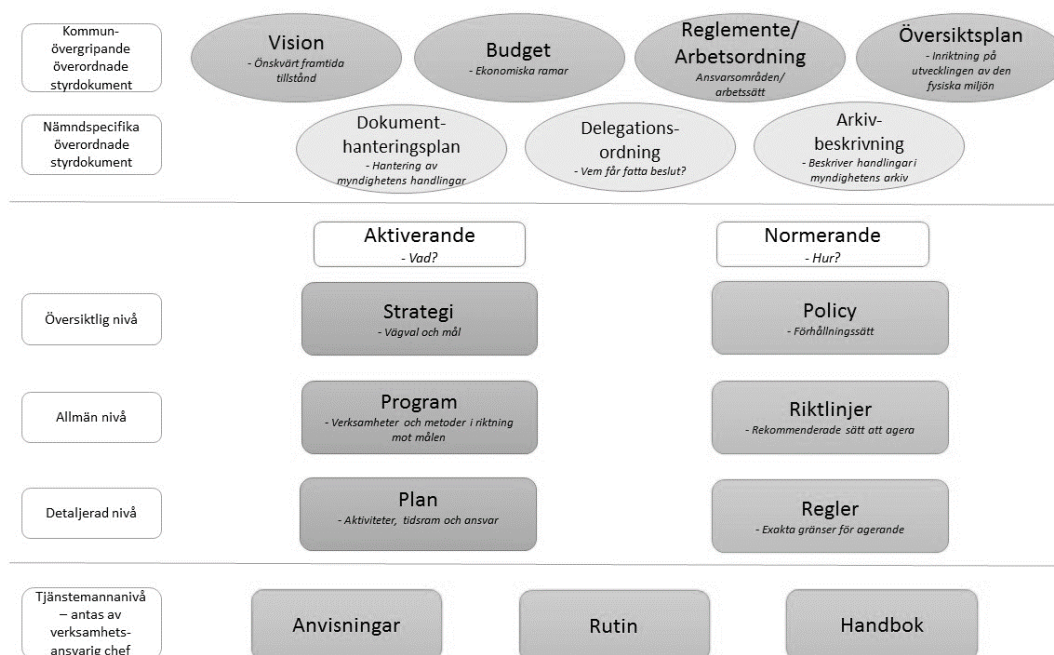 Kommun-
övergripande
överordnade
styrdokument
Vision
- Önskvärt framtida
tillstånd
Budget
- Ekonomiska ramar
Reglemente/
Arbetsordning
Ansvarsområden/
arbetssätt
Översiktsplan
- Inriktning på
utvecklingen av den
fysiska miljön
Nämndspecifika
överordnade
styrdokument
Dokument-
hanteringsplan
- Hantering av
myndighetens handlingar
Delegations-
ordning
- Vem får fatta beslut?
Arkiv-
beskrivning
- Beskriver handlingar i
myndighetens arkiv
Aktiverande
- Vad?
Normerande
- Hur?
Översiktlig nivå
Strategi
- Vägval och mål
Policy
- Förhållningssätt
Allmän nivå
Program
- Verksamheter och metoder i riktning
mot målen
Riktlinjer
- Rekommenderade sätt att agera
Detaljerad nivå
Plan
- Aktiviteter, tidsram och ansvar
Regler
- Exakta gränser för agerande
Tjänstemannanivå
– antas av
verksamhets-
ansvarig chef
Anvisningar
Rutin
Handbok